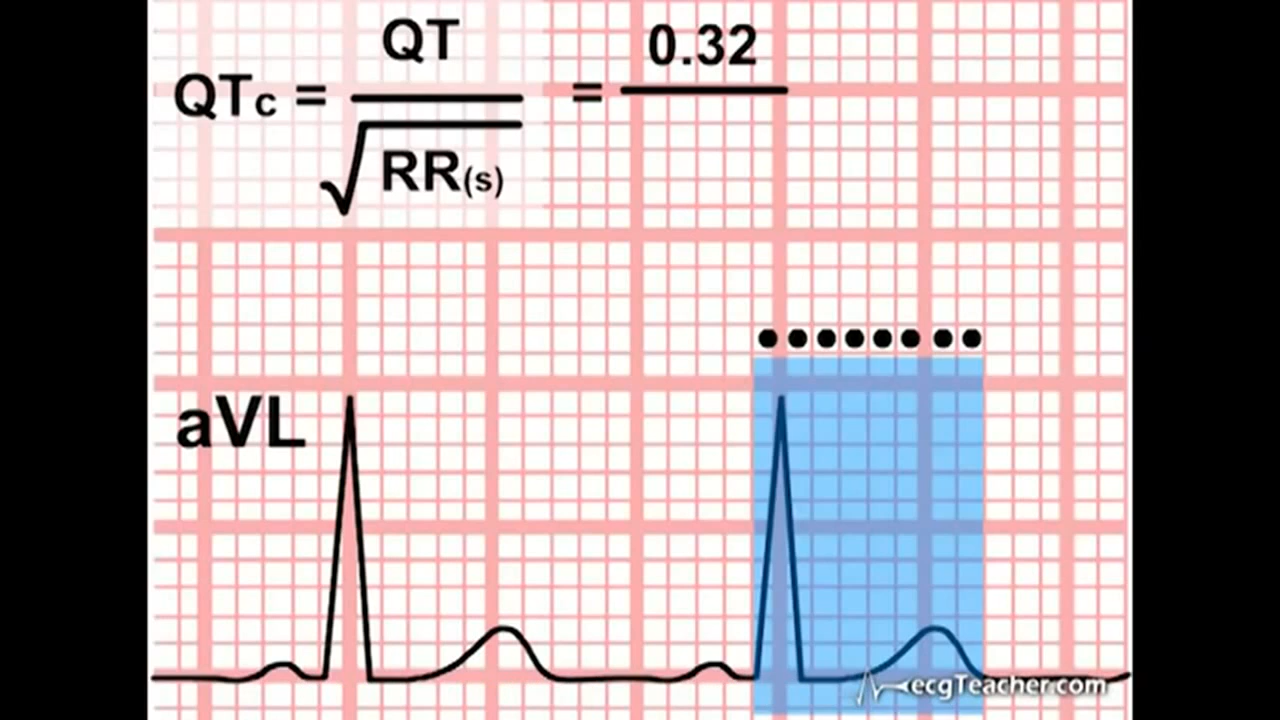 QT
0.32
QTc = =
RR(s)
aVL
ecgTeacher.com